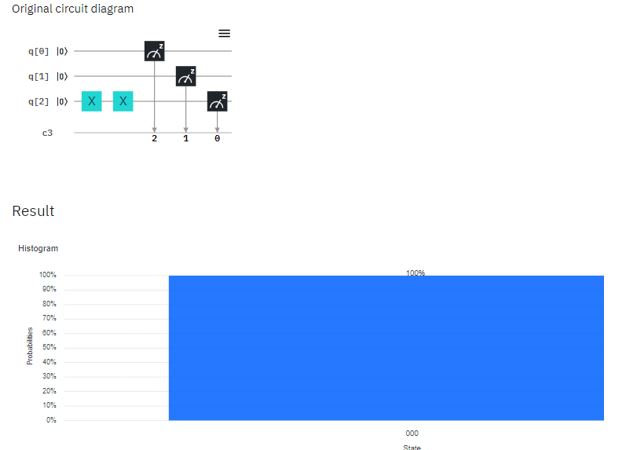 Original circuit diagram
q[0] |0⟩ z
q[1] |0⟩ z
q[2] |0⟩ X X z
c3 2 1 0
Result
Histogram
100%
100%
90%
80%
70%
60%
50%
40%
30%
20%
10%
0%
Probabilities
000
State